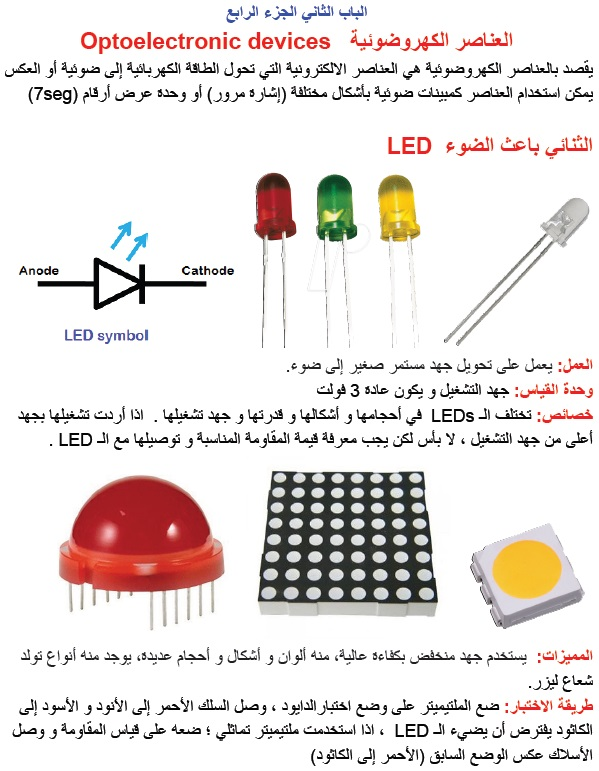 الباب الثاني الجزء الرابع
العناصر الكهروضوئية Optoelectronic devices
يقصد بالعناصر الكهروضوئية هي العناصر الالكترونية التي تحول الطاقة الكهربائية إلى ضوئية أو العكس
يمكن استخدام العناصر كمبينات ضوئية بأشكال مختلفة (إشارة مرور) أو وحدة عرض أرقام (7seg)
الثنائي باعث الضوء LED
Anode
Cathode
LED symbol
العمل: يعمل على تحويل جهد مستمر صغير إلى ضوء.
وحدة القياس: جهد التشغيل و يكون عادة 3 فولت
خصائص: تختلف الـ LEDs في أحجامها و أشكالها و قدرتها و جهد تشغيلها . اذا أردت تشغيلها بجهد
أعلى من جهد التشغيل ، لا بأس لكن يجب معرفة قيمة المقاومة المناسبة و توصيلها مع الـ LED .
المميزات: يستخدم جهد منخفض بكفاءة عالية، منه ألوان و أشكال و أحجام عديدة، يوجد منه أنواع تولد
شعاع ليزر.
طريقة الاختبار: ضع الملتيميتر على وضع اختبارالدايود ، وصل السلك الأحمر إلى الأنود و الأسود إلى
الكاثود يفترض أن يضيء الـ LED ، اذا استخدمت ملتيميتر تماثلي ؛ ضعه على قياس المقاومة و وصل
الأسلاك عكس الوضع السابق (الأحمر إلى الكاثود)